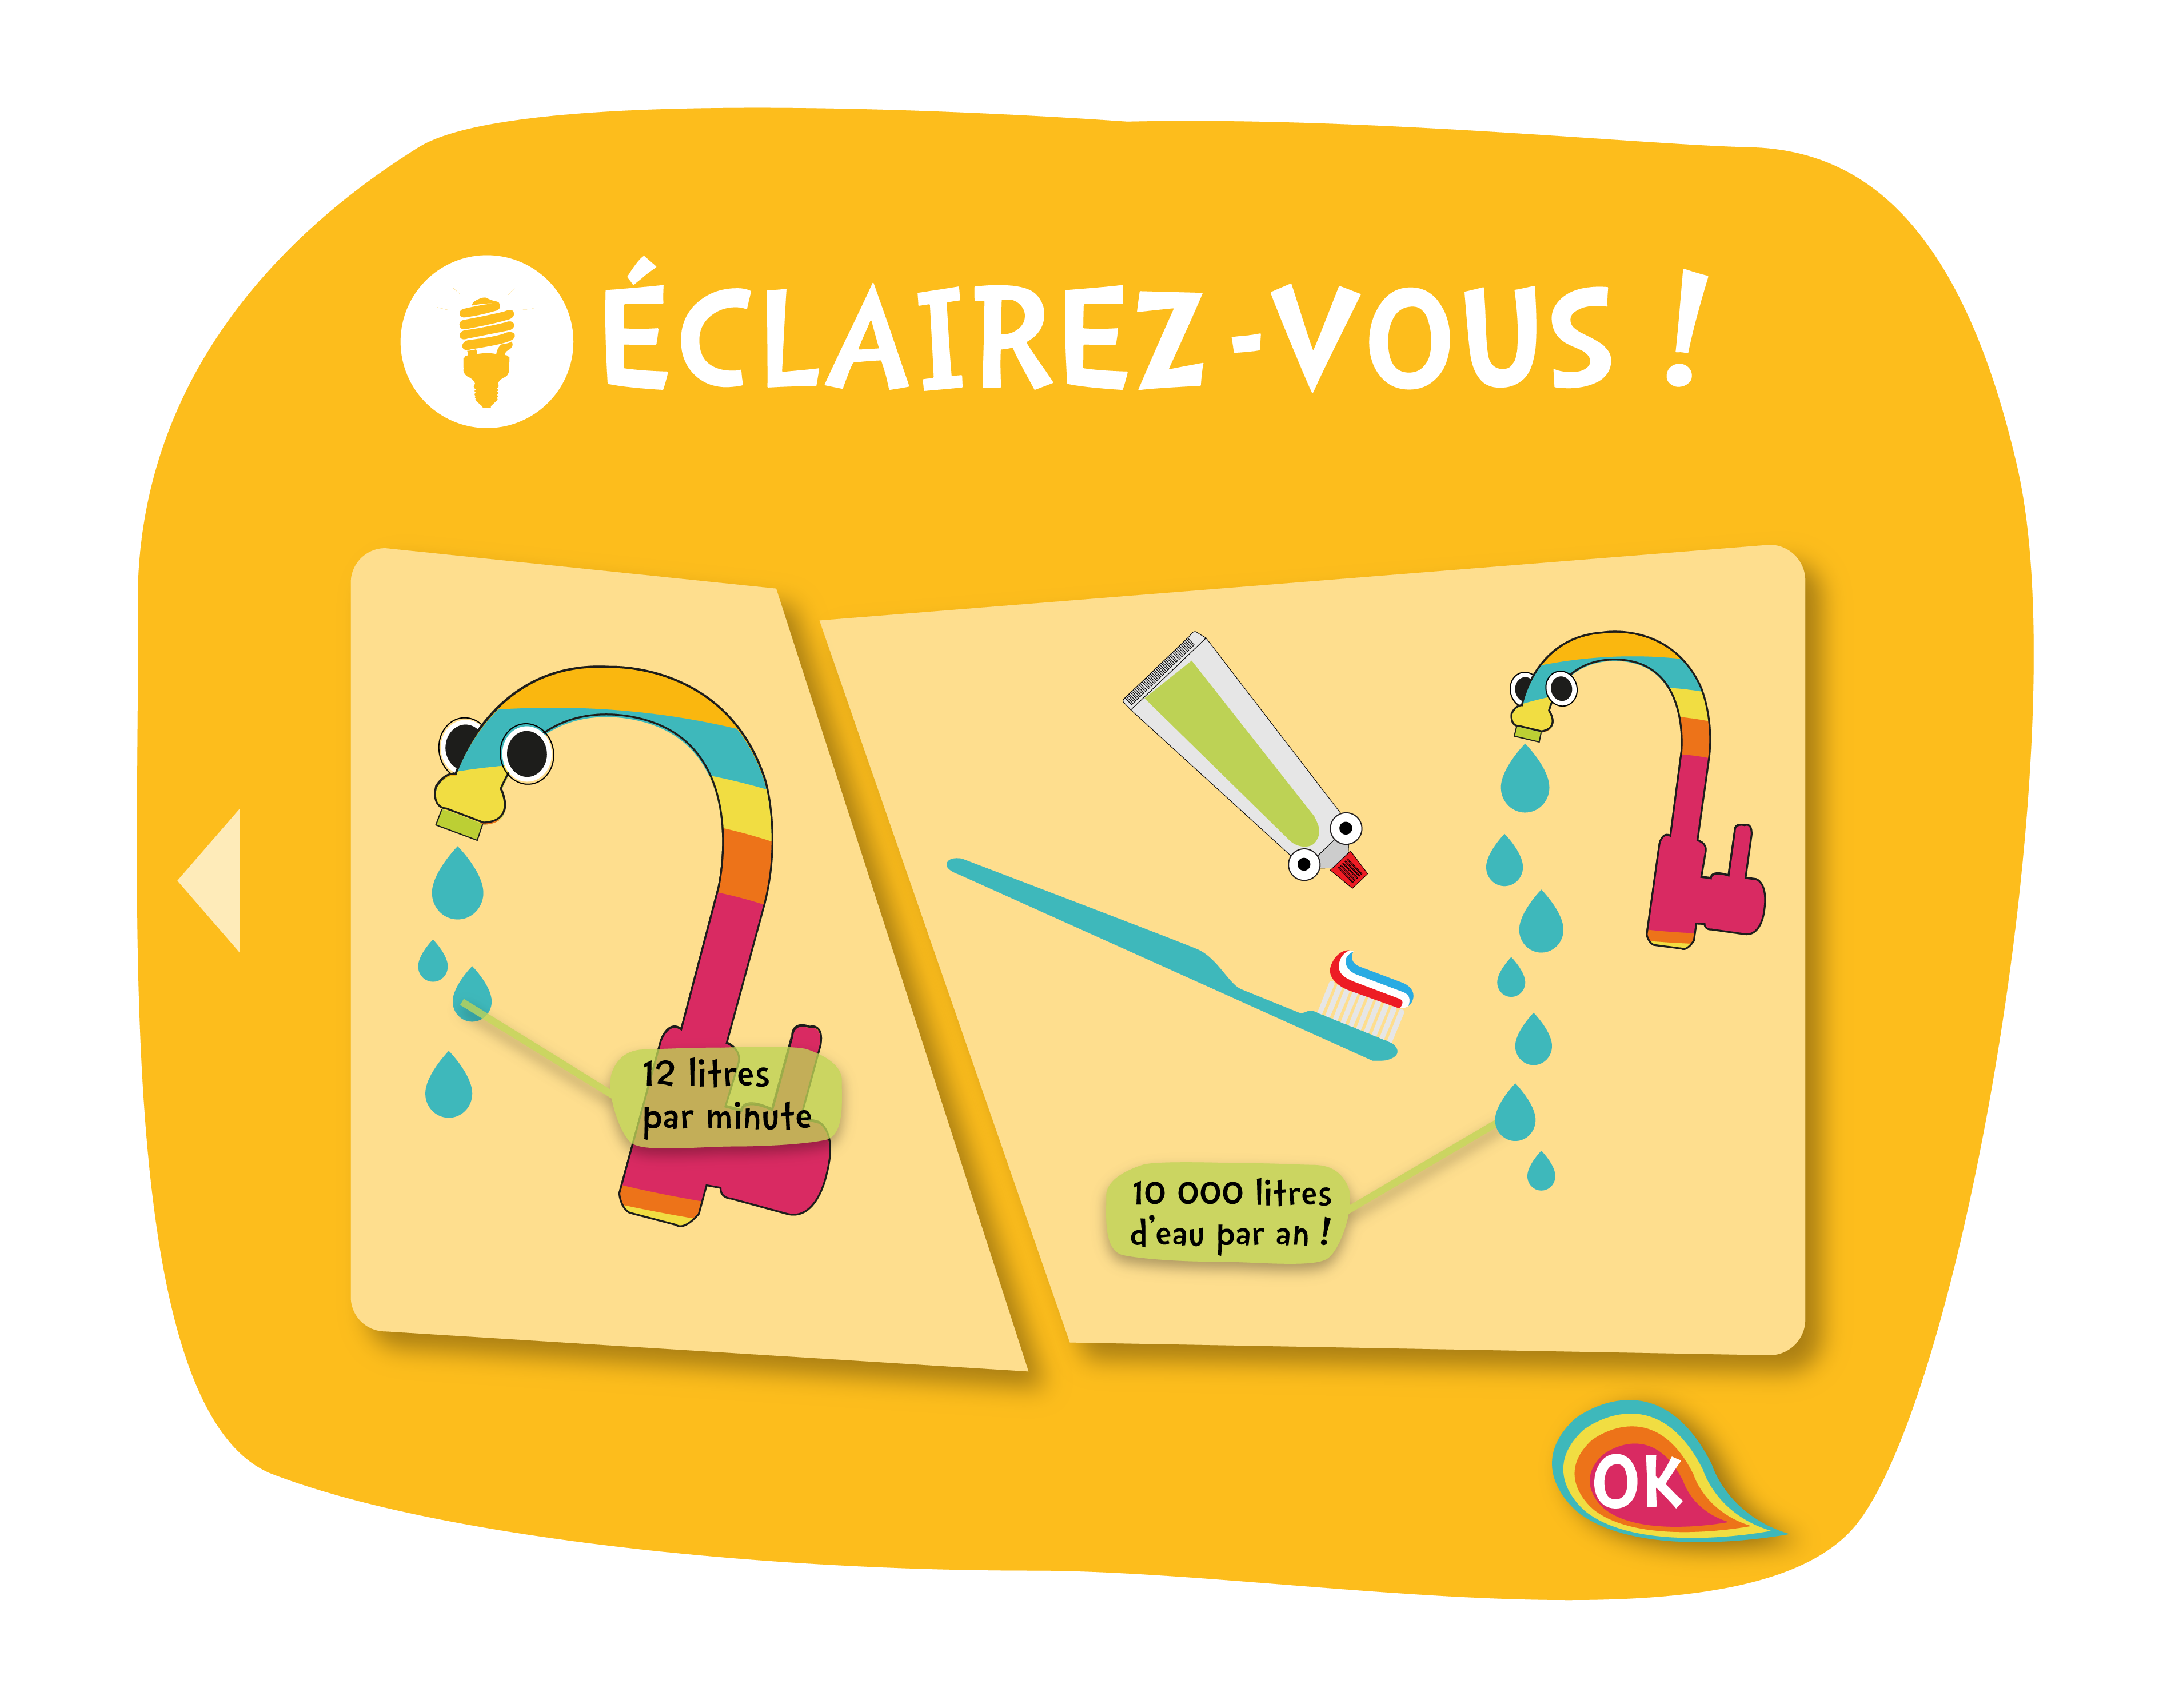 ÉCLAIREZ-VOUS !
12 litres
par minute
10 000 litres
d'eau par an !
OK